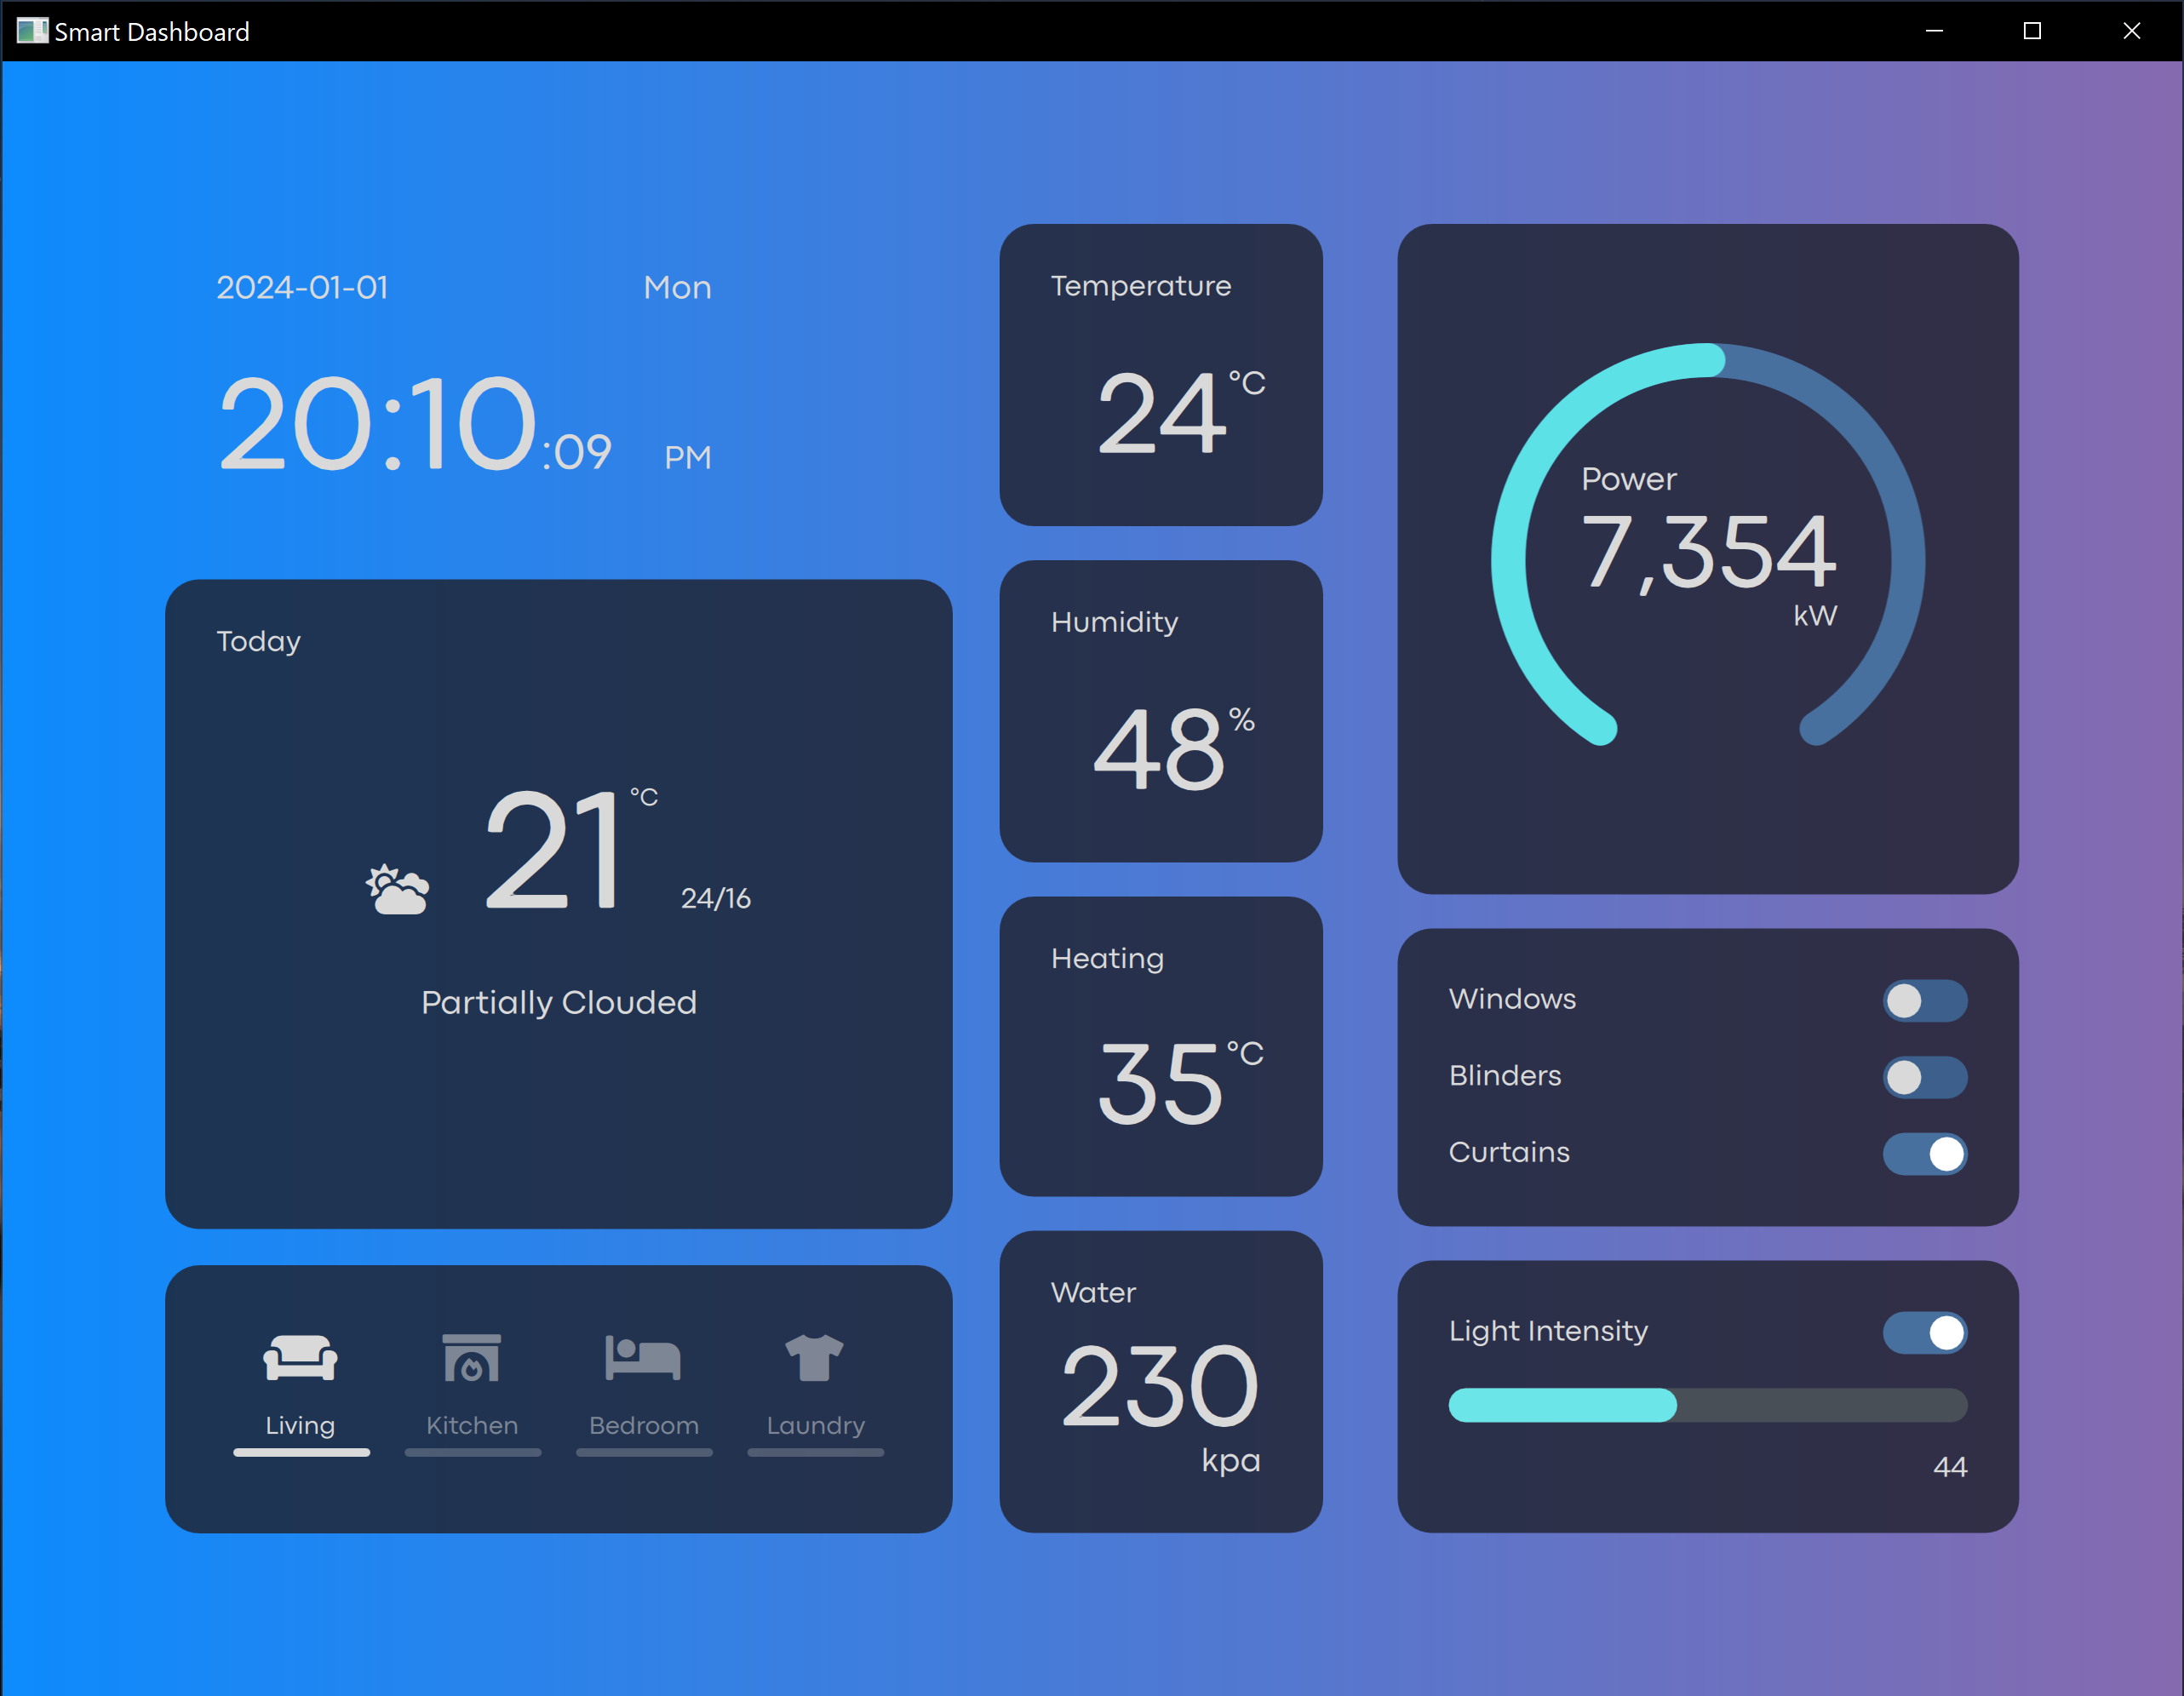 Smart Dashboard
2024-01-01 Mon
20:10:09 PM
Today
21°C
24/16
Partially Clouded
Living Kitchen Bedroom Laundry
Temperature
24°C
Humidity
48%
Heating
35°C
Water
230
kpa
Power
7,354
kW
Windows
Blinders
Curtains
Light Intensity
44